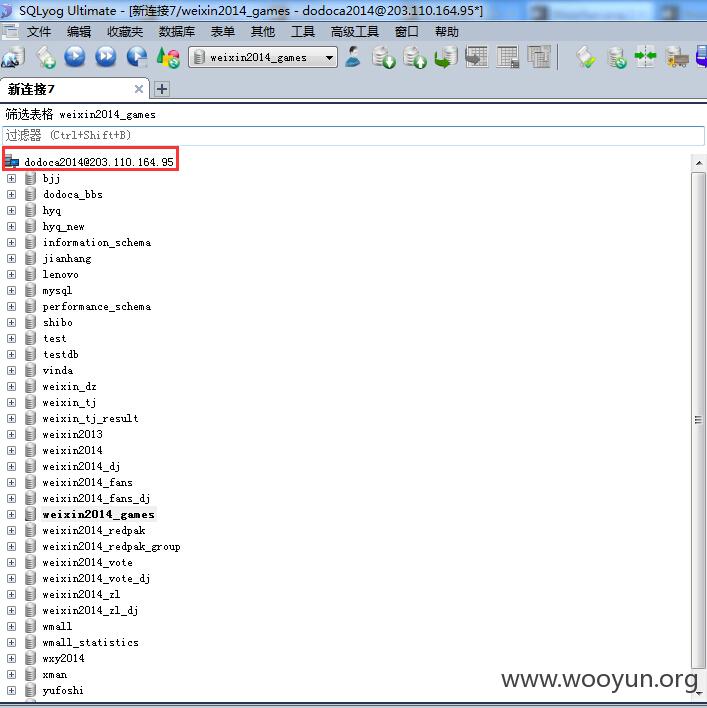 SQLyog Ultimate - [新连接7/weixin2014_games - dodoca2014@203.110.164.95*]
文件 编辑 收藏夹 数据库 表单 其他 工具 高级工具 窗口 帮助
weixin2014_games
新连接7
筛选表格 weixin2014_games
过滤器 (Ctrl+Shift+B)
dodoca2014@203.110.164.95
bjj
dodoca_bbs
hyq
hyq_new
information_schema
jianhang
lenovo
mysql
performance_schema
shibo
test
testdb
vinda
weixin_dz
weixin_tj
weixin_tj_result
weixin2013
weixin2014
weixin2014_dj
weixin2014_fans
weixin2014_fans_dj
weixin2014_games
weixin2014_redpak
weixin2014_redpak_group
weixin2014_vote
weixin2014_vote_dj
weixin2014_zl
weixin2014_zl_dj
wmall
wmall_statistics
wxy2014
xman
yufoshi
www.wooyun.org